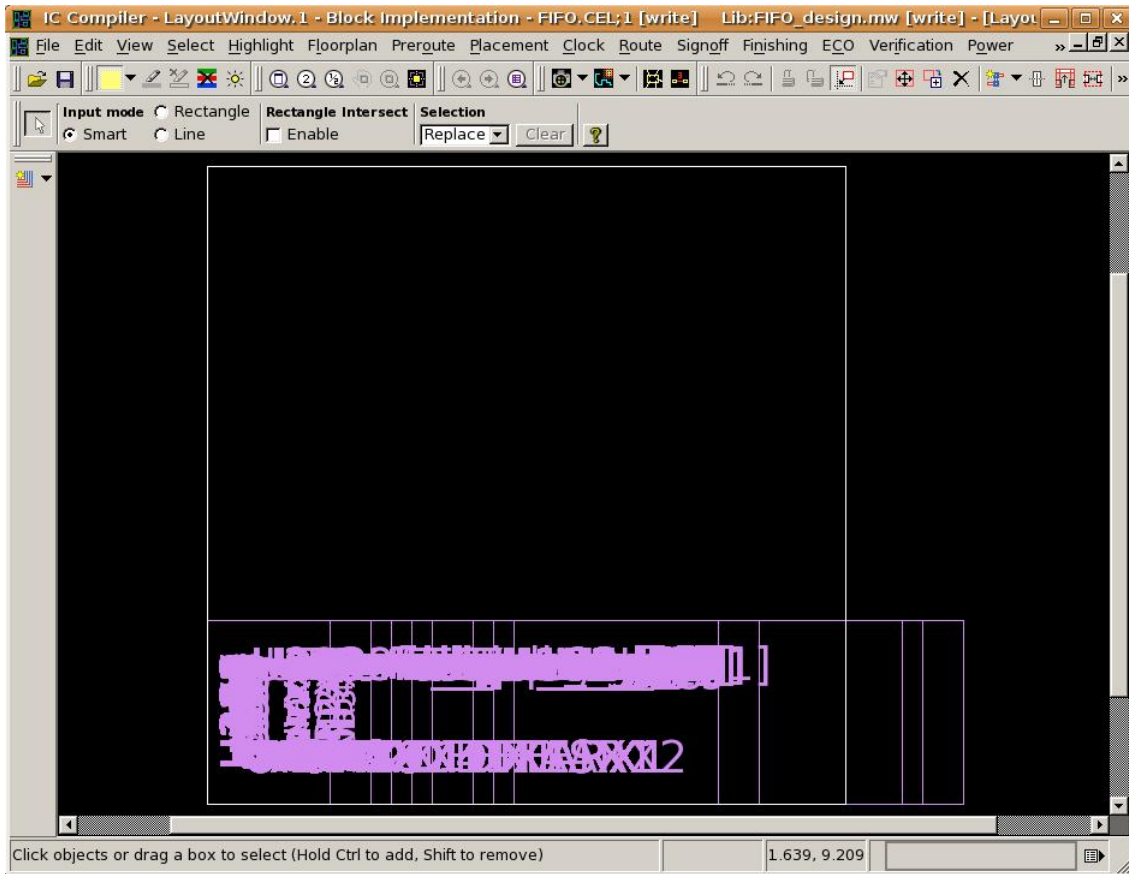 IC Compiler - LayoutWindow.1 - Block Implementation - FIFO.CEL;1 [write] Lib:FIFO_design.mw [write] - [Layou
File Edit View Select Highlight Floorplan Preroute Placement Clock Route Signoff Finishing ECO Verification Power »
Input mode Rectangle Rectangle Intersect Selection
Smart Line Enable Replace Clear
Click objects or drag a box to select (Hold Ctrl to add, Shift to remove) 1.639, 9.209